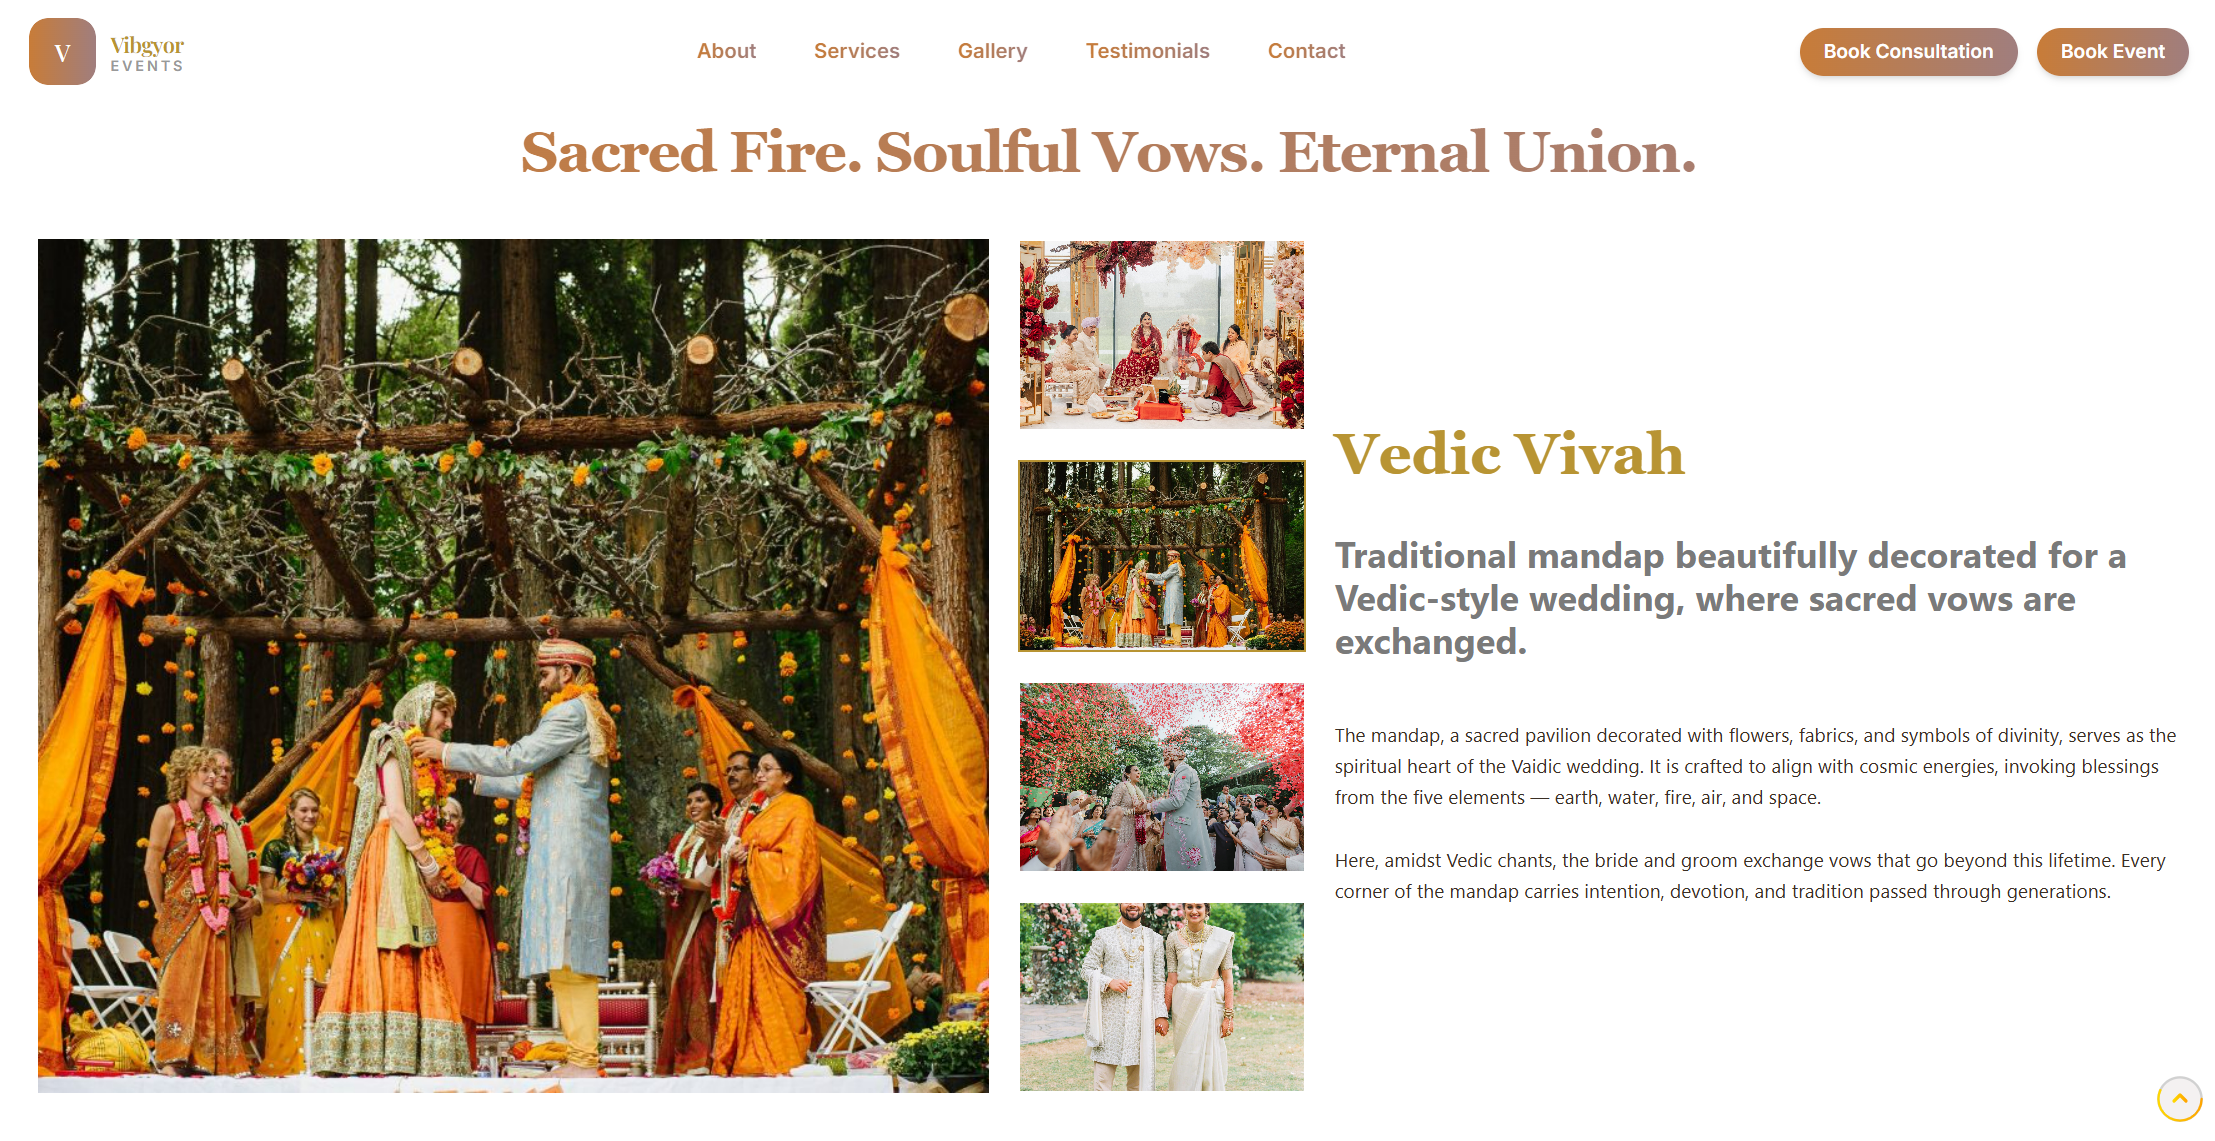 V
Vibgyor
EVENTS
About
Services
Gallery
Testimonials
Contact
Book Consultation
Book Event
Sacred Fire. Soulful Vows. Eternal Union.
Vedic Vivah
Traditional mandap beautifully decorated for a
Vedic-style wedding, where sacred vows are
exchanged.
The mandap, a sacred pavilion decorated with flowers, fabrics, and symbols of divinity, serves as the
spiritual heart of the Vaidic wedding. It is crafted to align with cosmic energies, invoking blessings
from the five elements — earth, water, fire, air, and space.
Here, amidst Vedic chants, the bride and groom exchange vows that go beyond this lifetime. Every
corner of the mandap carries intention, devotion, and tradition passed through generations.